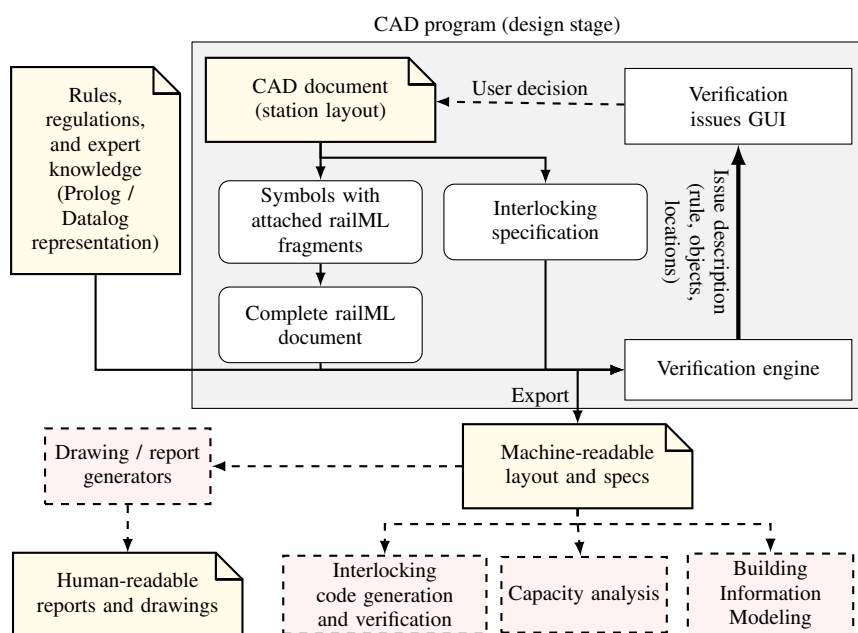 CAD program (design stage)
Rules,
regulations,
and expert
knowledge
(Prolog /
Datalog
representation)
CAD document
(station layout)
User decision
Verification
issues GUI
Symbols with
attached railML
fragments
Interlocking
specification
Issue description
(rule, objects,
locations)
Complete railML
document
Verification engine
Export
Drawing / report
generators
Machine-readable
layout and specs
Human-readable
reports and drawings
Interlocking
code generation
and verification
Capacity analysis
Building
Information
Modeling